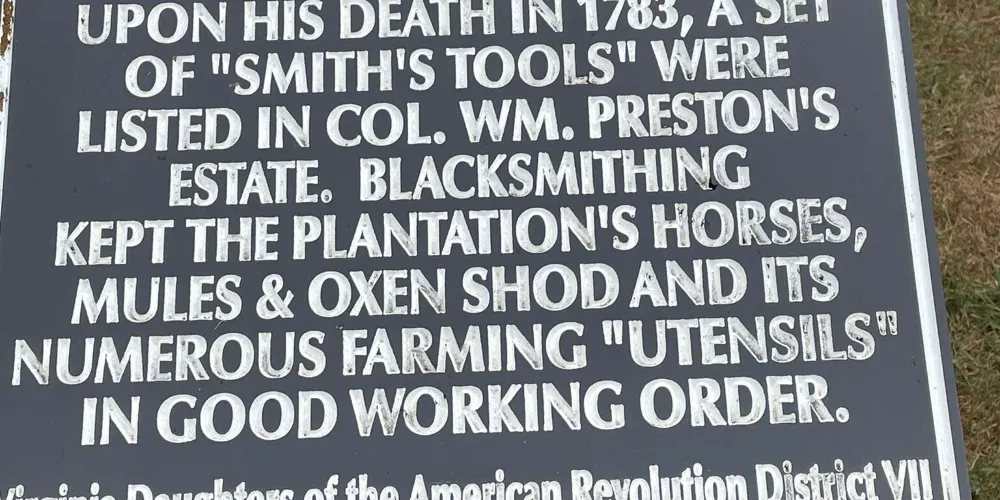 UPON HIS DEATH IN 1783, A SET
OF "SMITH'S TOOLS" WERE
LISTED IN COL. WM. PRESTON'S
ESTATE. BLACKSMITHING
KEPT THE PLANTATION'S HORSES,
MULES & OXEN SHOD AND ITS
NUMEROUS FARMING "UTENSILS"
IN GOOD WORKING ORDER.
Virginia Daughters of the American Revolution District VII